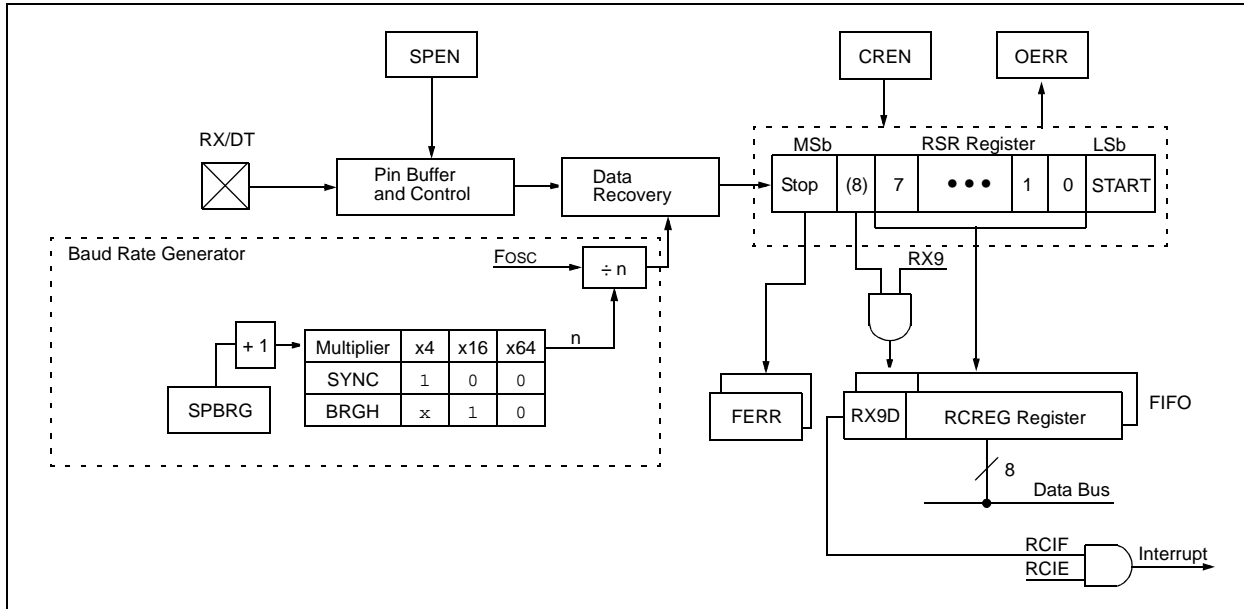 SPEN
CREN
OERR
RX/DT
Pin Buffer
and Control
Data
Recovery
MSb
RSR Register
LSb
Stop (8) 7 ••• 1 0 START
Baud Rate Generator
FOSC
÷ n
RX9
n
+ 1
Multiplier x4 x16 x64
SYNC 1 0 0
BRGH x 1 0
SPBRG
FERR
RX9D
RCREG Register
FIFO
8
Data Bus
RCIF
RCIE
Interrupt